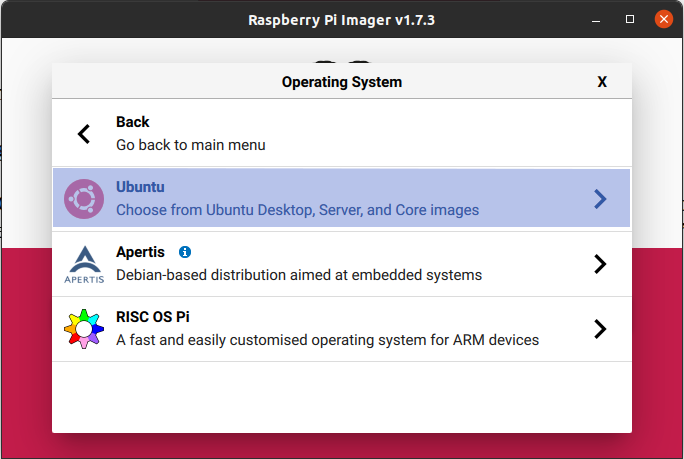 Raspberry Pi Imager v1.7.3
Operating System
X
Back
Go back to main menu
Ubuntu
Choose from Ubuntu Desktop, Server, and Core images
Apertis
Debian-based distribution aimed at embedded systems
APERTIS
RISC OS Pi
A fast and easily customised operating system for ARM devices